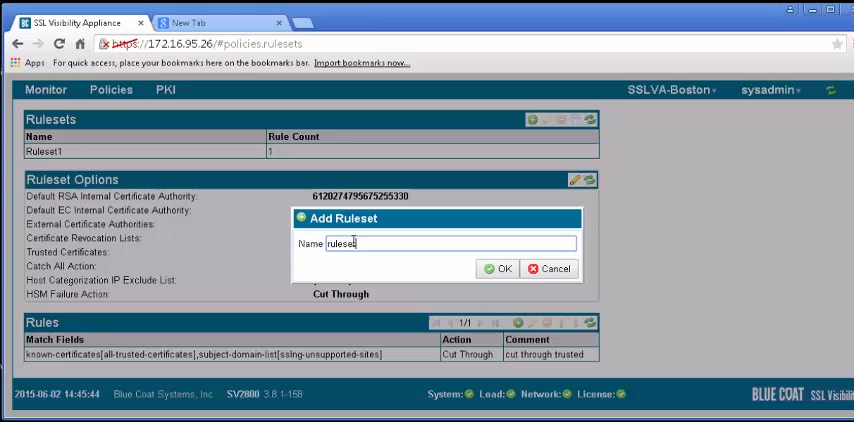 BC SSL Visibility Appliance × New Tab ×
https://172.16.95.26/#policies.rulesets
Apps For quick access, place your bookmarks here on the bookmarks bar. Import bookmarks now...
Monitor Policies PKI SSLVA-Boston sysadmin
Rulesets
Name Rule Count
Ruleset1 1
Ruleset Options
Default RSA Internal Certificate Authority: 6120274795675255330
Default EC Internal Certificate Authority:
External Certificate Authorities:
Certificate Revocation Lists:
Trusted Certificates:
Catch All Action:
Host Categorization IP Exclude List:
HSM Failure Action: Cut Through
Add Ruleset
Name ruleset
OK Cancel
Rules 1/1
Match Fields Action Comment
known-certificates[all-trusted-certificates],subject-domain-list[sslng-unsupported-sites] Cut Through cut through trusted
2015-06-02 14:45:44 Blue Coat Systems, Inc SV2800 3.8.1-158 System: Load: Network: License: BLUE COAT SSL Visibili